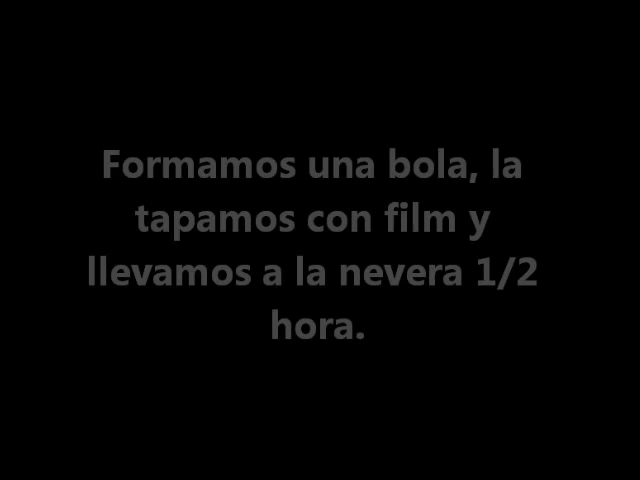 Formamos una bola, la
tapamos con film y
llevamos a la nevera 1/2
hora.